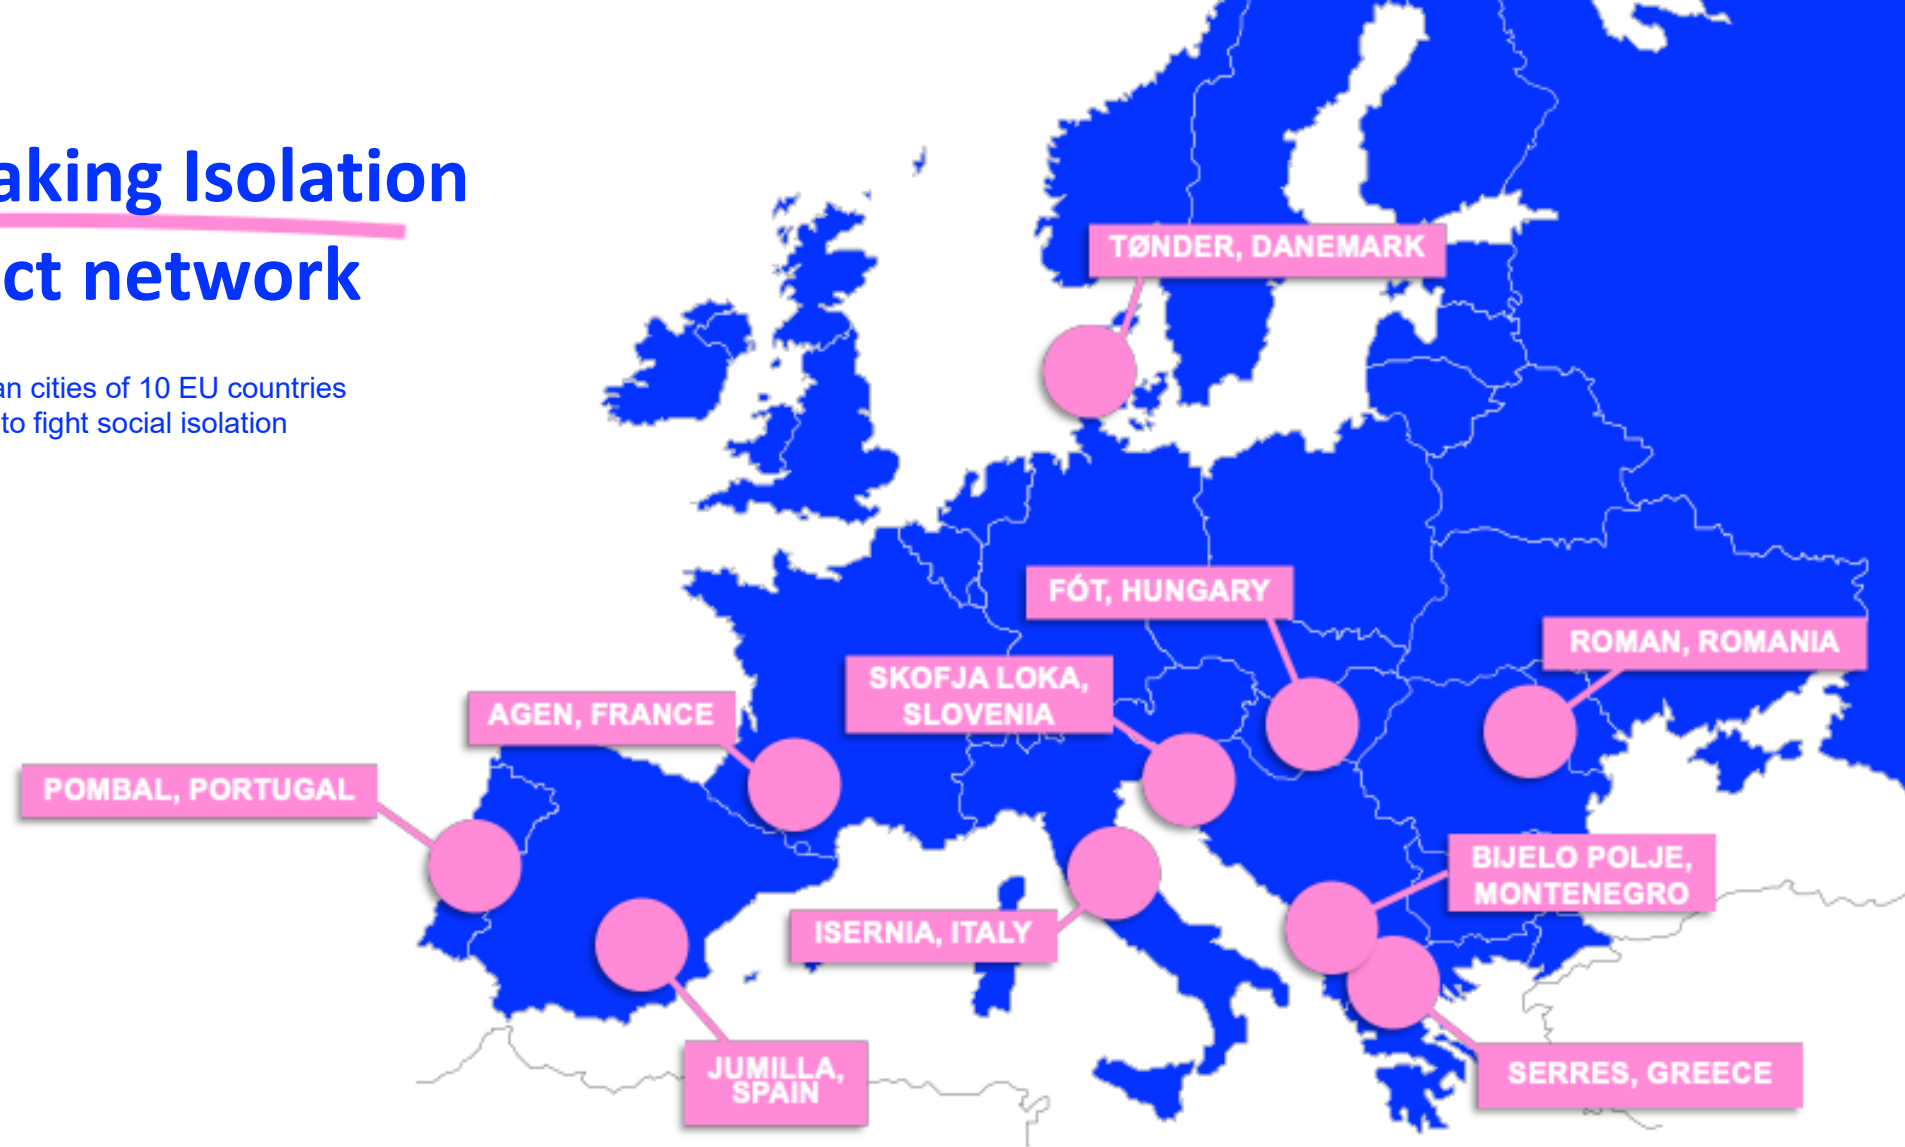 aking Isolation
ct network
an cities of 10 EU countries
to fight social isolation
TØNDER, DANEMARK
FÓT, HUNGARY
ROMAN, ROMANIA
SKOFJA LOKA,
SLOVENIA
AGEN, FRANCE
POMBAL, PORTUGAL
BIJELO POLJE,
MONTENEGRO
ISERNIA, ITALY
JUMILLA,
SPAIN
SERRES, GREECE